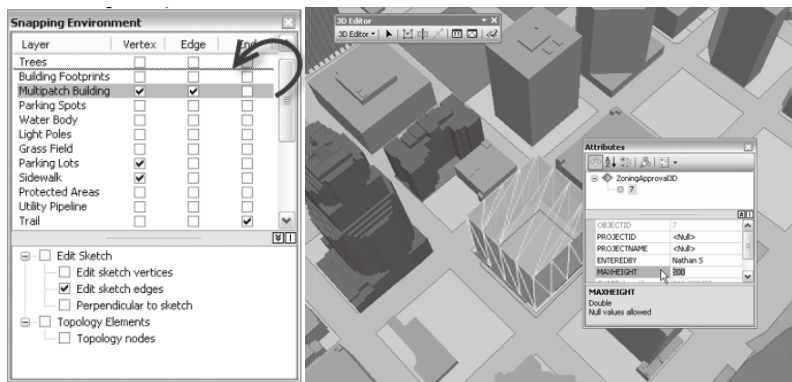 Snapping Environment
Layer Vertex Edge End
Trees
Building Footprints
Multipatch Building
Parking Spots
Water Body
Light Poles
Grass Field
Parking Lots
Sidewalk
Protected Areas
Utility Pipeline
Trail
Edit Sketch
Edit sketch vertices
Edit sketch edges
Perpendicular to sketch
Topology Elements
Topology nodes
3D Editor
3D Editor
Attributes
ZoningApproval3D
7
OBJECTID 7
PROJECTID <Null>
PROJECTNAME <Null>
ENTEREDBY Nathan S
MAXHEIGHT 200
MAXHEIGHT
Double
Null values allowed